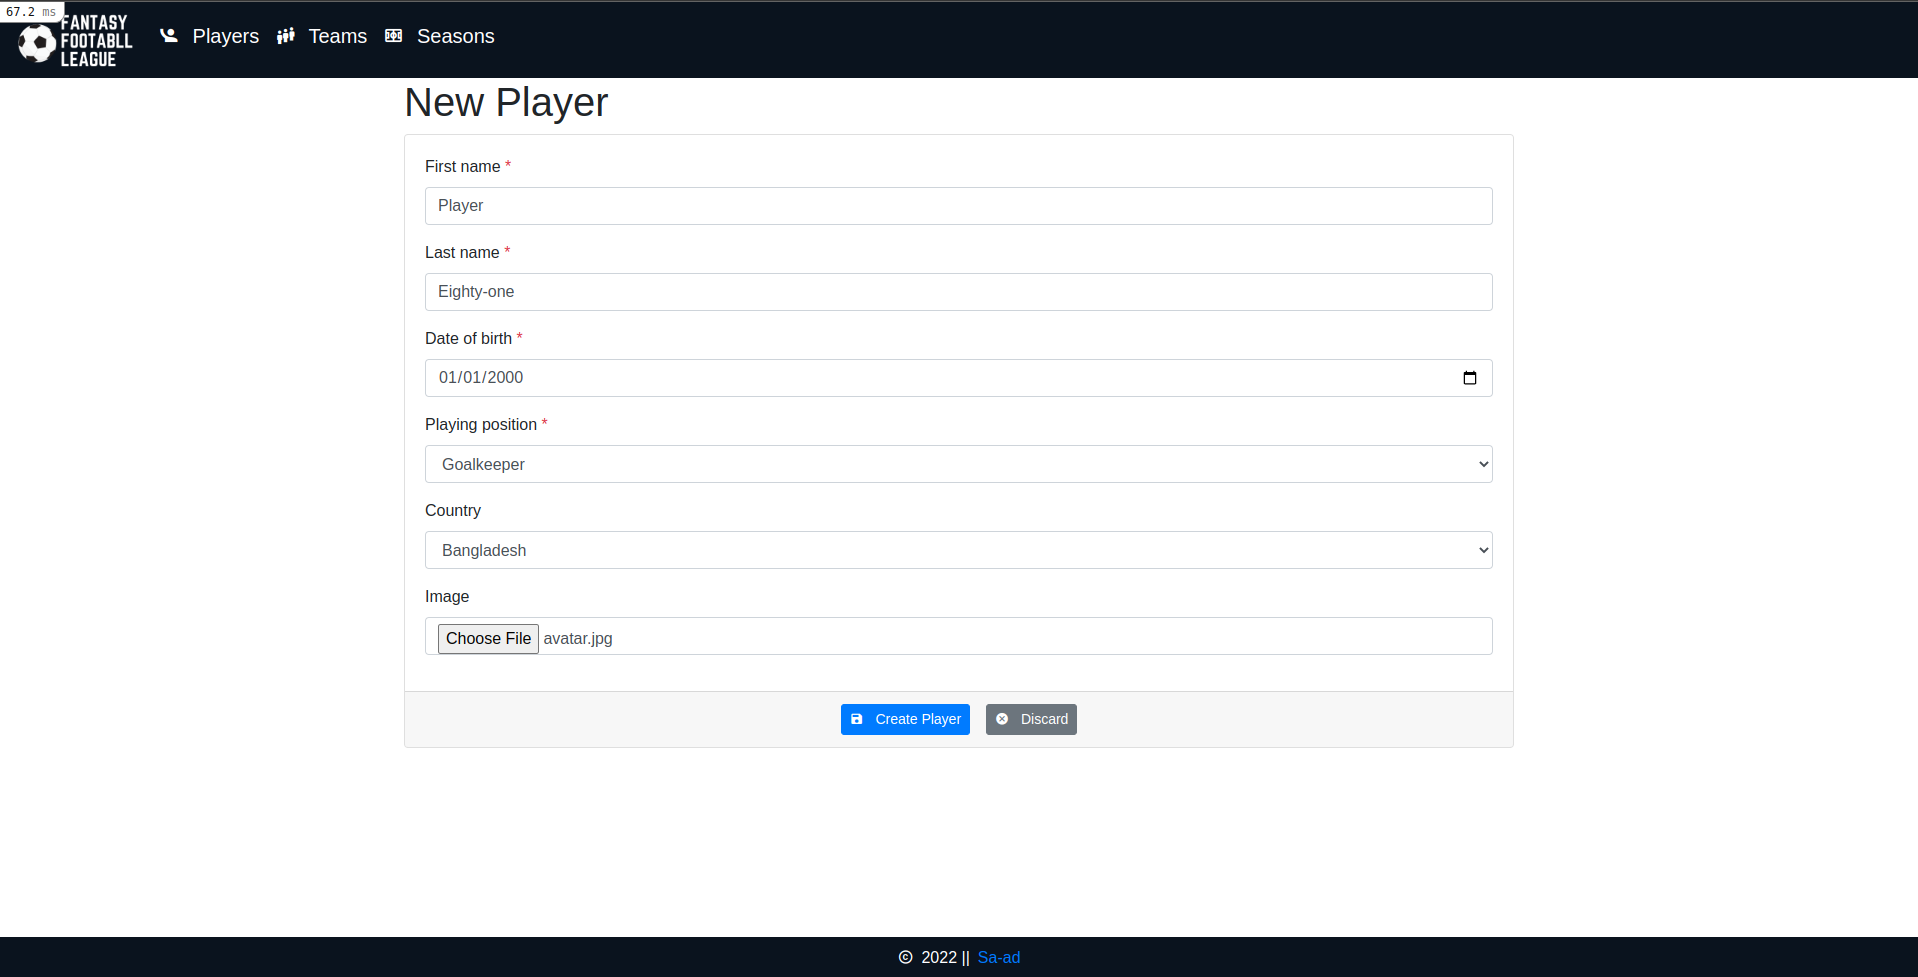 67.2 ms
FANTASY
FOOTABLL
LEAGUE
Players Teams Seasons
New Player
First name *
Player
Last name *
Eighty-one
Date of birth *
01/01/2000
Playing position *
Goalkeeper
Country
Bangladesh
Image
Choose File avatar.jpg
Create Player Discard
© 2022 || Sa-ad